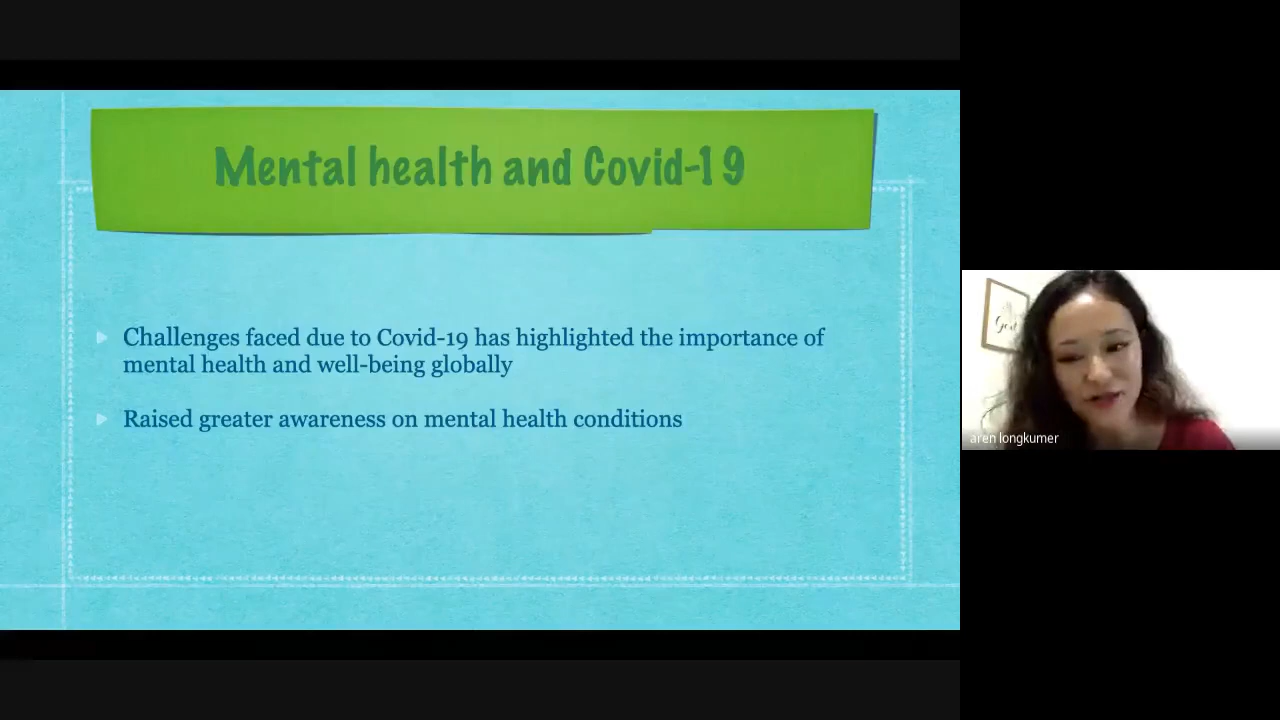 Mental health and Covid-19
Challenges faced due to Covid-19 has highlighted the importance of
mental health and well-being globally
Raised greater awareness on mental health conditions
aren longkumer